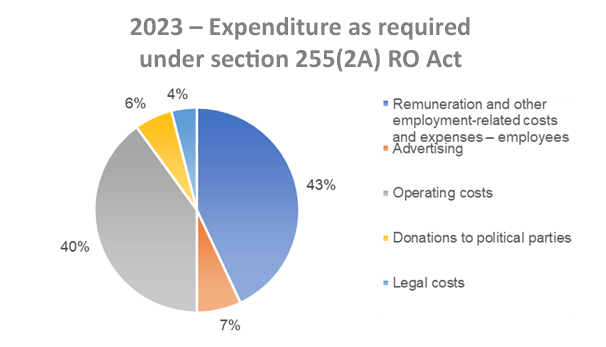 2023 – Expenditure as required
under section 255(2A) RO Act
4%
6%
43%
40%
7%
Remuneration and other
employment-related costs
and expenses – employees
Advertising
Operating costs
Donations to political parties
Legal costs